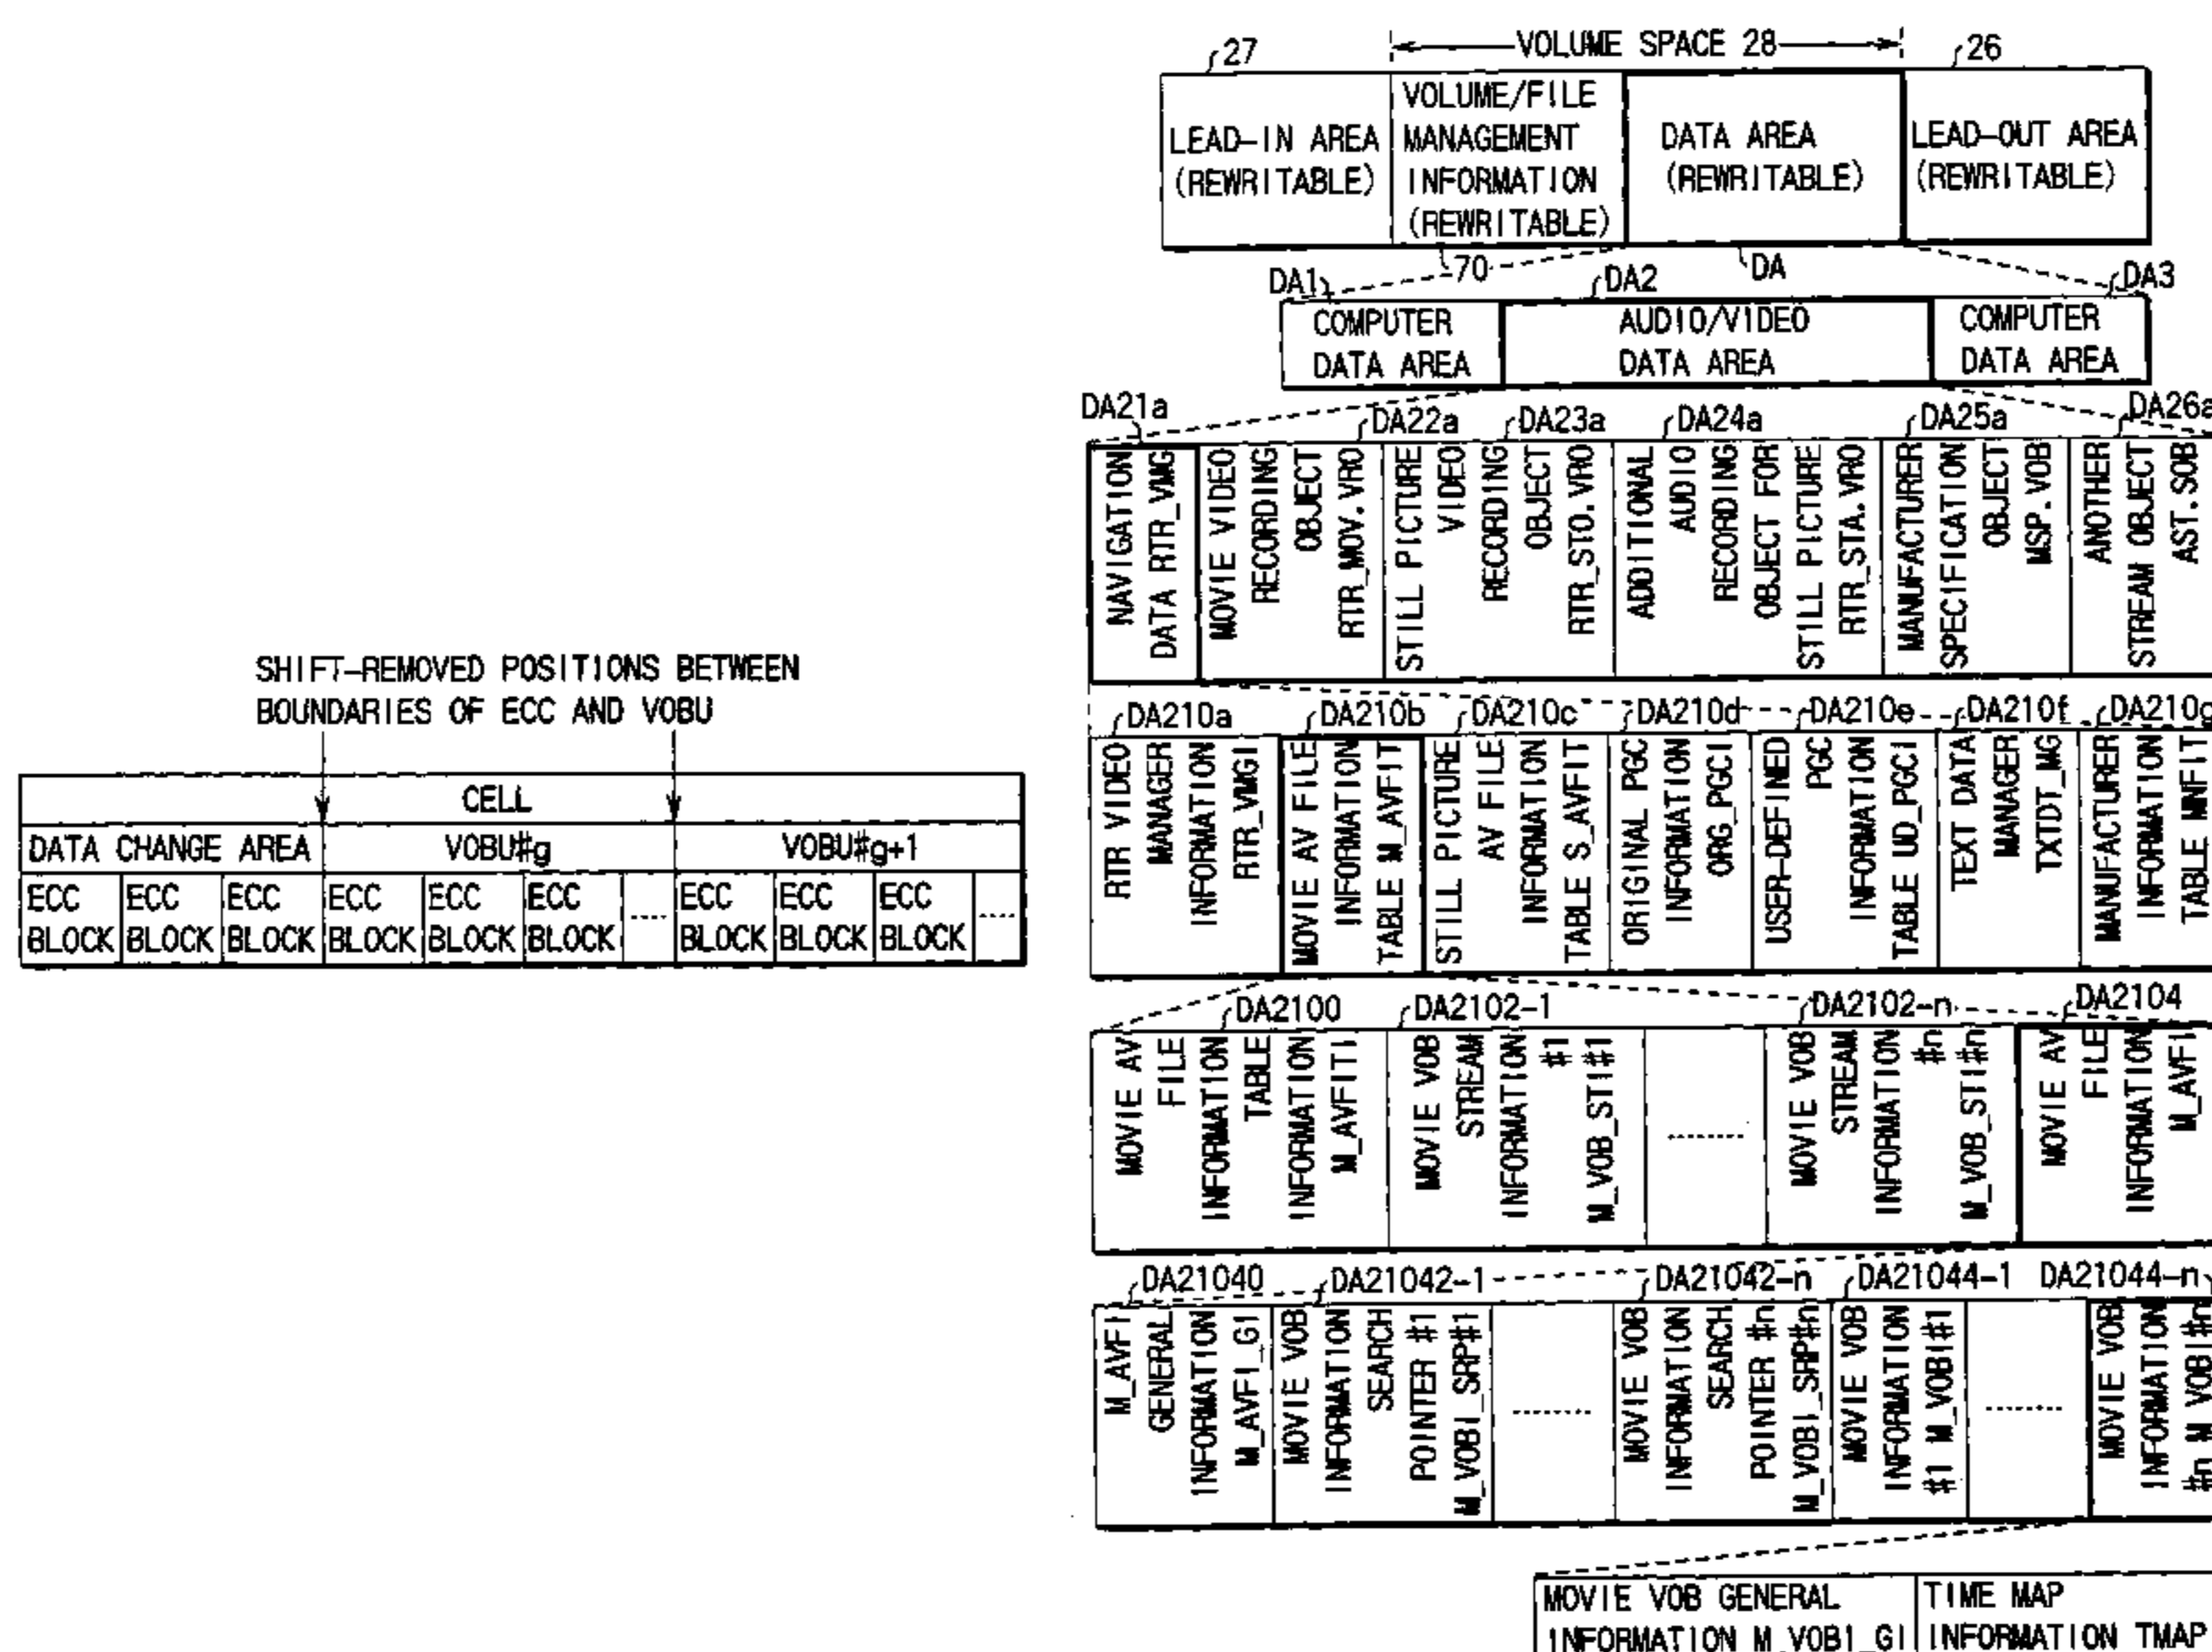 SHIFT-REMOVED POSITIONS BETWEEN
BOUNDARIES OF ECC AND VOBU
CELL
DATA CHANGE AREA
VOBU#g
VOBU#g+1
ECC BLOCK
ECC BLOCK
ECC BLOCK
ECC BLOCK
ECC BLOCK
ECC BLOCK
ECC BLOCK
ECC BLOCK
ECC BLOCK
27
VOLUME SPACE 28
26
LEAD-IN AREA
(REWRITABLE)
VOLUME/FILE
MANAGEMENT
INFORMATION
(REWRITABLE)
DATA AREA
(REWRITABLE)
LEAD-OUT AREA
(REWRITABLE)
70
DA
DA1
DA2
DA3
COMPUTER
DATA AREA
AUDIO/VIDEO
DATA AREA
COMPUTER
DATA AREA
DA21a
DA22a
DA23a
DA24a
DA25a
DA26a
NAVIGATION
DATA RTR_VMG
MOVIE VIDEO
RECORDING
OBJECT
RTR_MOV.VRO
STILL PICTURE
VIDEO
RECORDING
OBJECT
RTR_STO.VRO
ADDITIONAL
AUDIO
RECORDING
OBJECT FOR
STILL PICTURE
RTR_STA.VRO
MANUFACTURER
SPECIFICATION
OBJECT
MSP.VOB
ANOTHER
STREAM OBJECT
AST.SOB
DA210a
DA210b
DA210c
DA210d
DA210e
DA210f
DA210g
RTR VIDEO
MANAGER
INFORMATION
RTR_VMGI
MOVIE AV FILE
INFORMATION
TABLE M_AVFIT
STILL PICTURE
AV FILE
INFORMATION
TABLE S_AVFIT
ORIGINAL PGC
INFORMATION
ORG_PGCI
USER-DEFINED
PGC
INFORMATION
TABLE UD_PGCI
TEXT DATA
MANAGER
TXTDT_MG
MANUFACTURER
INFORMATION
TABLE MNFIT
DA2100
DA2102-1
DA2102-n
DA2104
MOVIE AV
FILE
INFORMATION
TABLE
INFORMATION
M_AVFITI
MOVIE VOB
STREAM
INFORMATION
#1
M_VOB_STI#1
MOVIE VOB
STREAM
INFORMATION
#n
M_VOB_STI#n
MOVIE AV
FILE
INFORMATION
M_AVFI
DA21040
DA21042-1
DA21042-n
DA21044-1
DA21044-n
M_AVFI
GENERAL
INFORMATION
M_AVFI_GI
MOVIE VOB
INFORMATION
SEARCH
POINTER #1
M_VOBI_SRP#1
MOVIE VOB
INFORMATION
SEARCH
POINTER #n
M_VOBI_SRP#n
MOVIE VOB
INFORMATION
#1 M_VOBI#1
MOVIE VOB
INFORMATION
#n M_VOBI#n
MOVIE VOB GENERAL
INFORMATION M_VOBI_GI
TIME MAP
INFORMATION TMAP